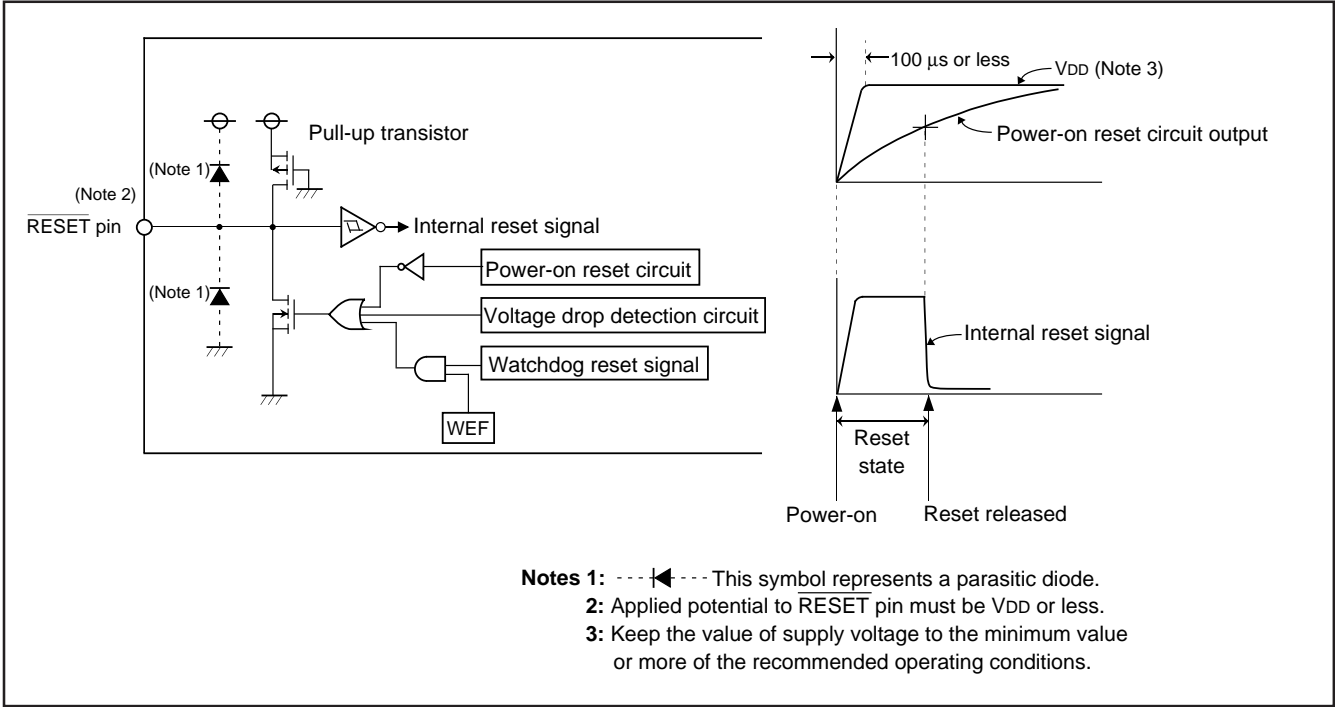 100 µs or less
VDD (Note 3)
Pull-up transistor
Power-on reset circuit output
(Note 1)
(Note 2)
RESET pin
Internal reset signal
Power-on reset circuit
(Note 1)
Voltage drop detection circuit
Internal reset signal
Watchdog reset signal
WEF
Reset
state
Power-on
Reset released
Notes 1: This symbol represents a parasitic diode.
2: Applied potential to RESET pin must be VDD or less.
3: Keep the value of supply voltage to the minimum value
or more of the recommended operating conditions.